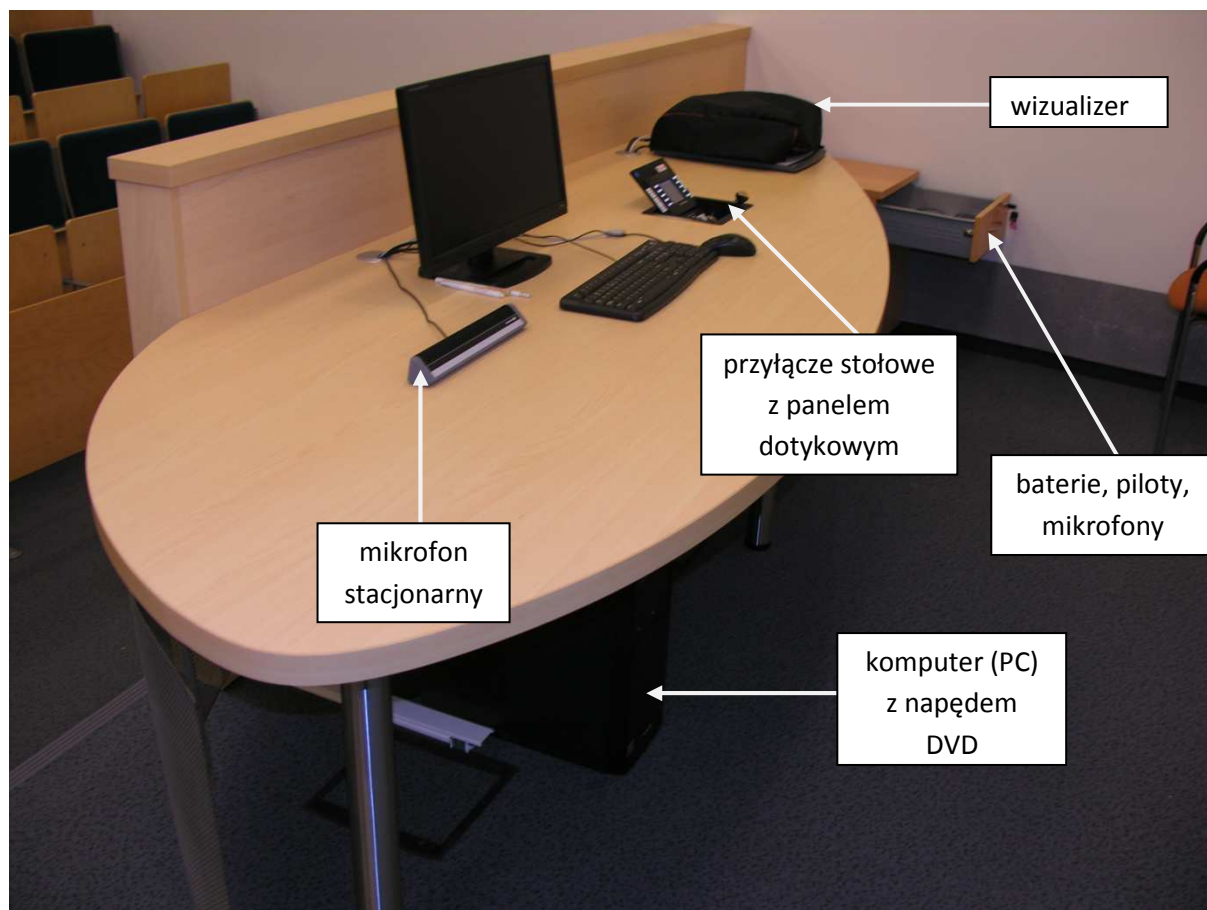 wizualizer
przyłącze stołowe
z panelem
dotykowym
baterie, piloty,
mikrofony
mikrofon
stacjonarny
komputer (PC)
z napędem
DVD